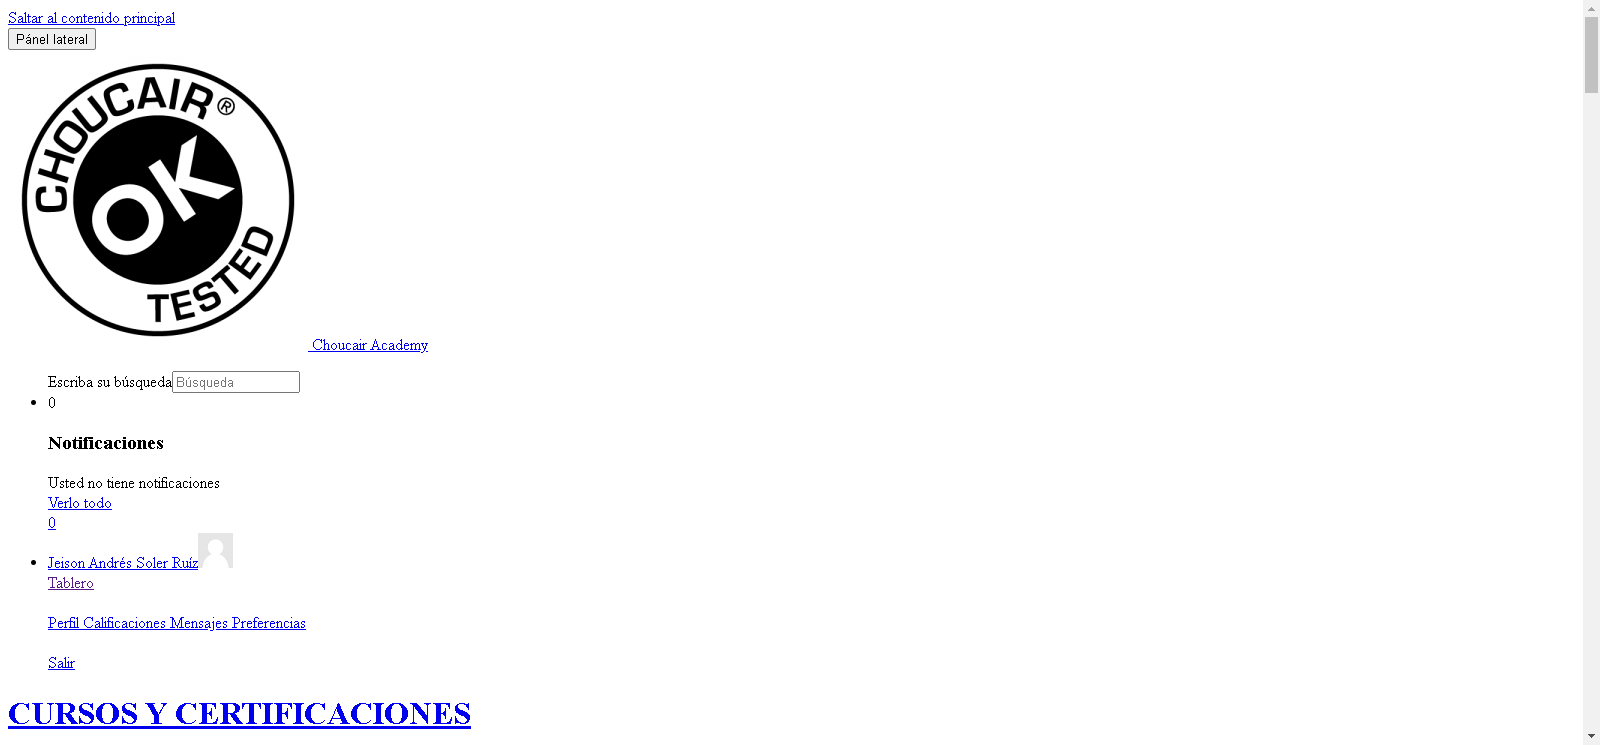 Saltar al contenido principal
Pánel lateral
CHOUCAIR®
OK
TESTED
Choucair Academy
Escriba su búsqueda Búsqueda
0
Notificaciones
Usted no tiene notificaciones
Verlo todo
0
Jeison Andrés Soler Ruíz
Tablero
Perfil Calificaciones Mensajes Preferencias
Salir
CURSOS Y CERTIFICACIONES